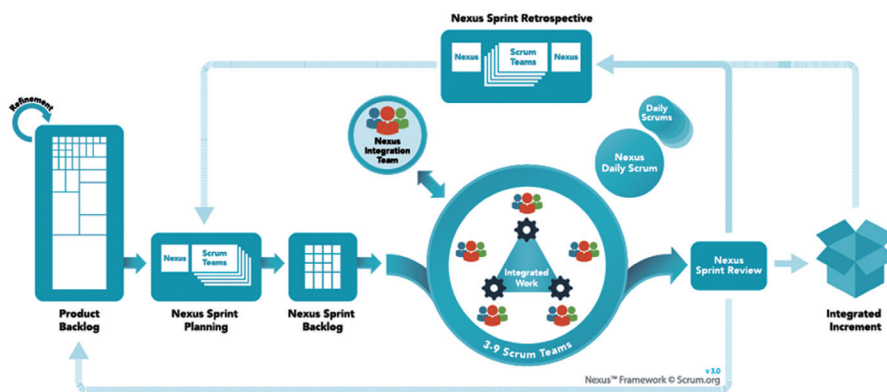 Nexus Sprint Retrospective
Nexus
Scrum
Teams
Nexus
Refinement
Nexus
Integration
Team
Daily
Scrums
Nexus
Daily Scrum
Nexus
Scrum
Teams
Integrated
Work
Nexus
Sprint Review
Product
Backlog
Nexus Sprint
Planning
Nexus Sprint
Backlog
3-9 Scrum Teams
Integrated
Increment
v 3.0
Nexus™ Framework © Scrum.org